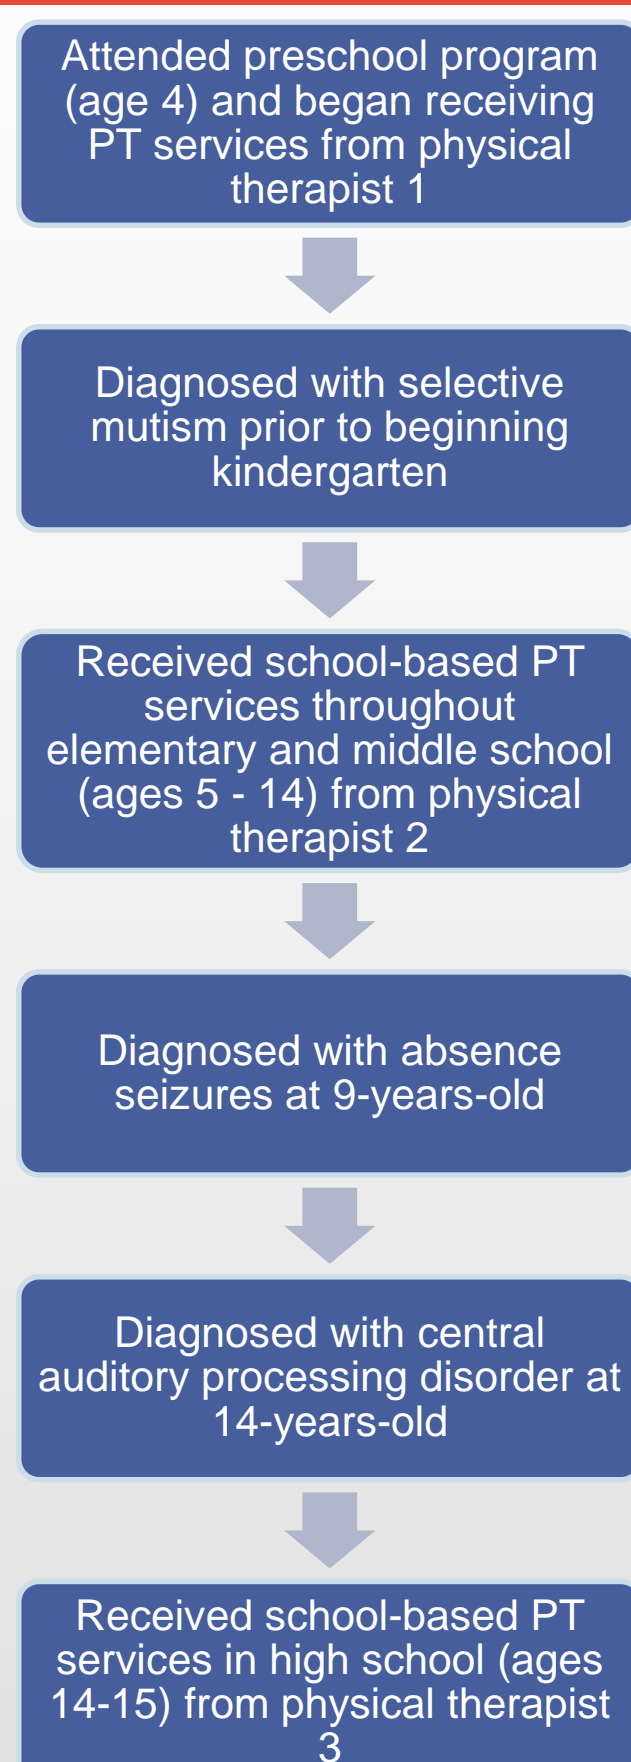 Attended preschool program
(age 4) and began receiving
PT services from physical
therapist 1
Diagnosed with selective
mutism prior to beginning
kindergarten
Received school-based PT
services throughout
elementary and middle school
(ages 5 - 14) from physical
therapist 2
Diagnosed with absence
seizures at 9-years-old
Diagnosed with central
auditory processing disorder at
14-years-old
Received school-based PT
services in high school (ages
14-15) from physical therapist
3